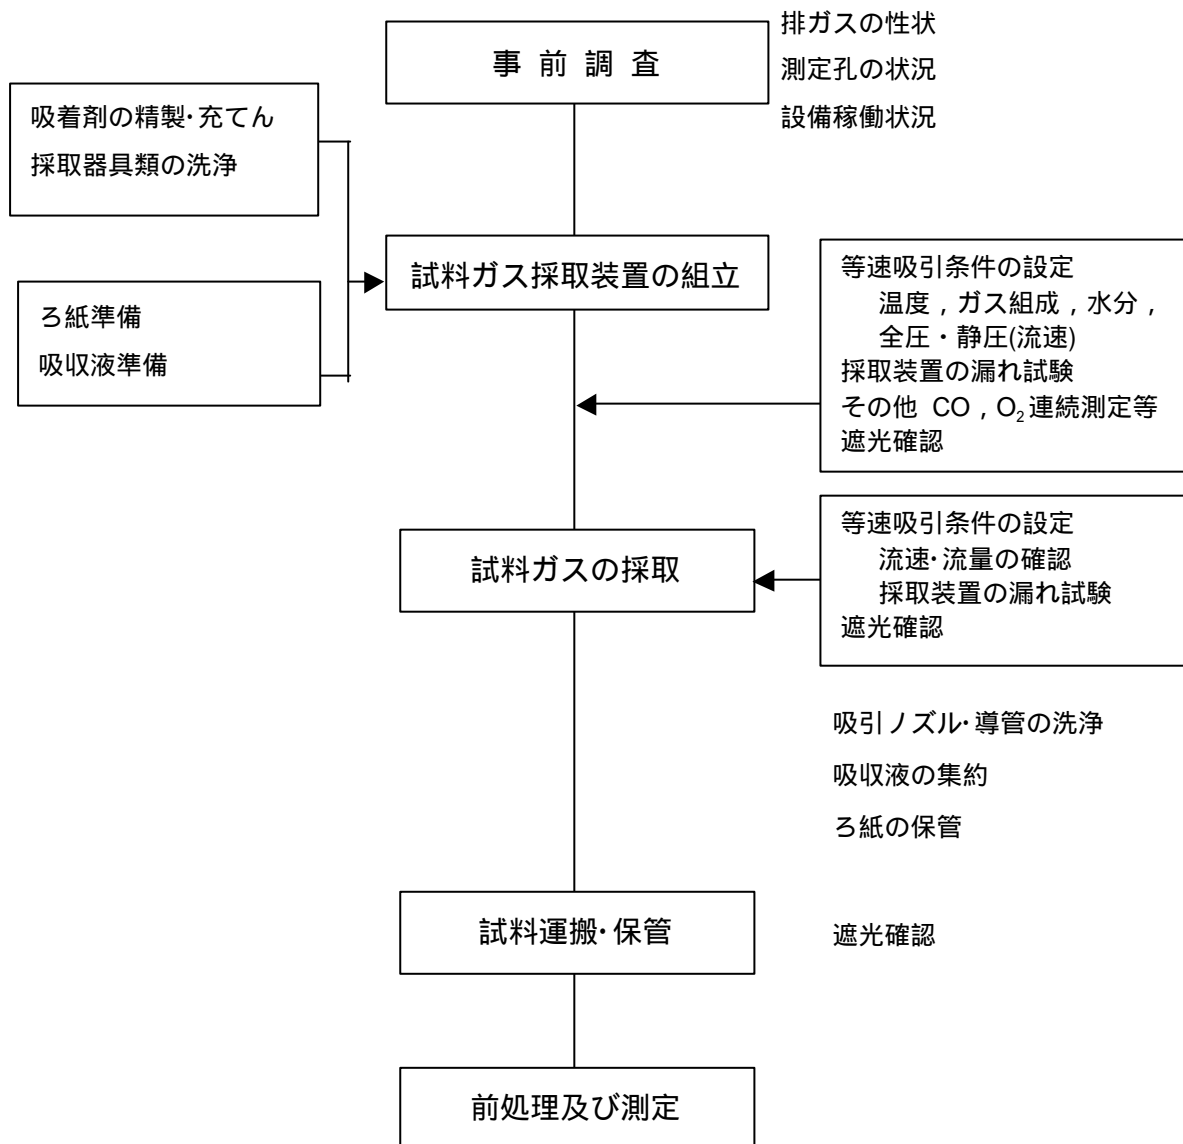 事 前 調 査
排ガスの性状
測定孔の状況
設備稼働状況
吸着剤の精製・充てん
採取器具類の洗浄
試料ガス採取装置の組立
ろ紙準備
吸収液準備
等速吸引条件の設定
温度，ガス組成，水分，
全圧・静圧(流速)
採取装置の漏れ試験
その他 CO，O₂連続測定等
遮光確認
試料ガスの採取
等速吸引条件の設定
流速・流量の確認
採取装置の漏れ試験
遮光確認
吸引ノズル・導管の洗浄
吸収液の集約
ろ紙の保管
試料運搬・保管
遮光確認
前処理及び測定